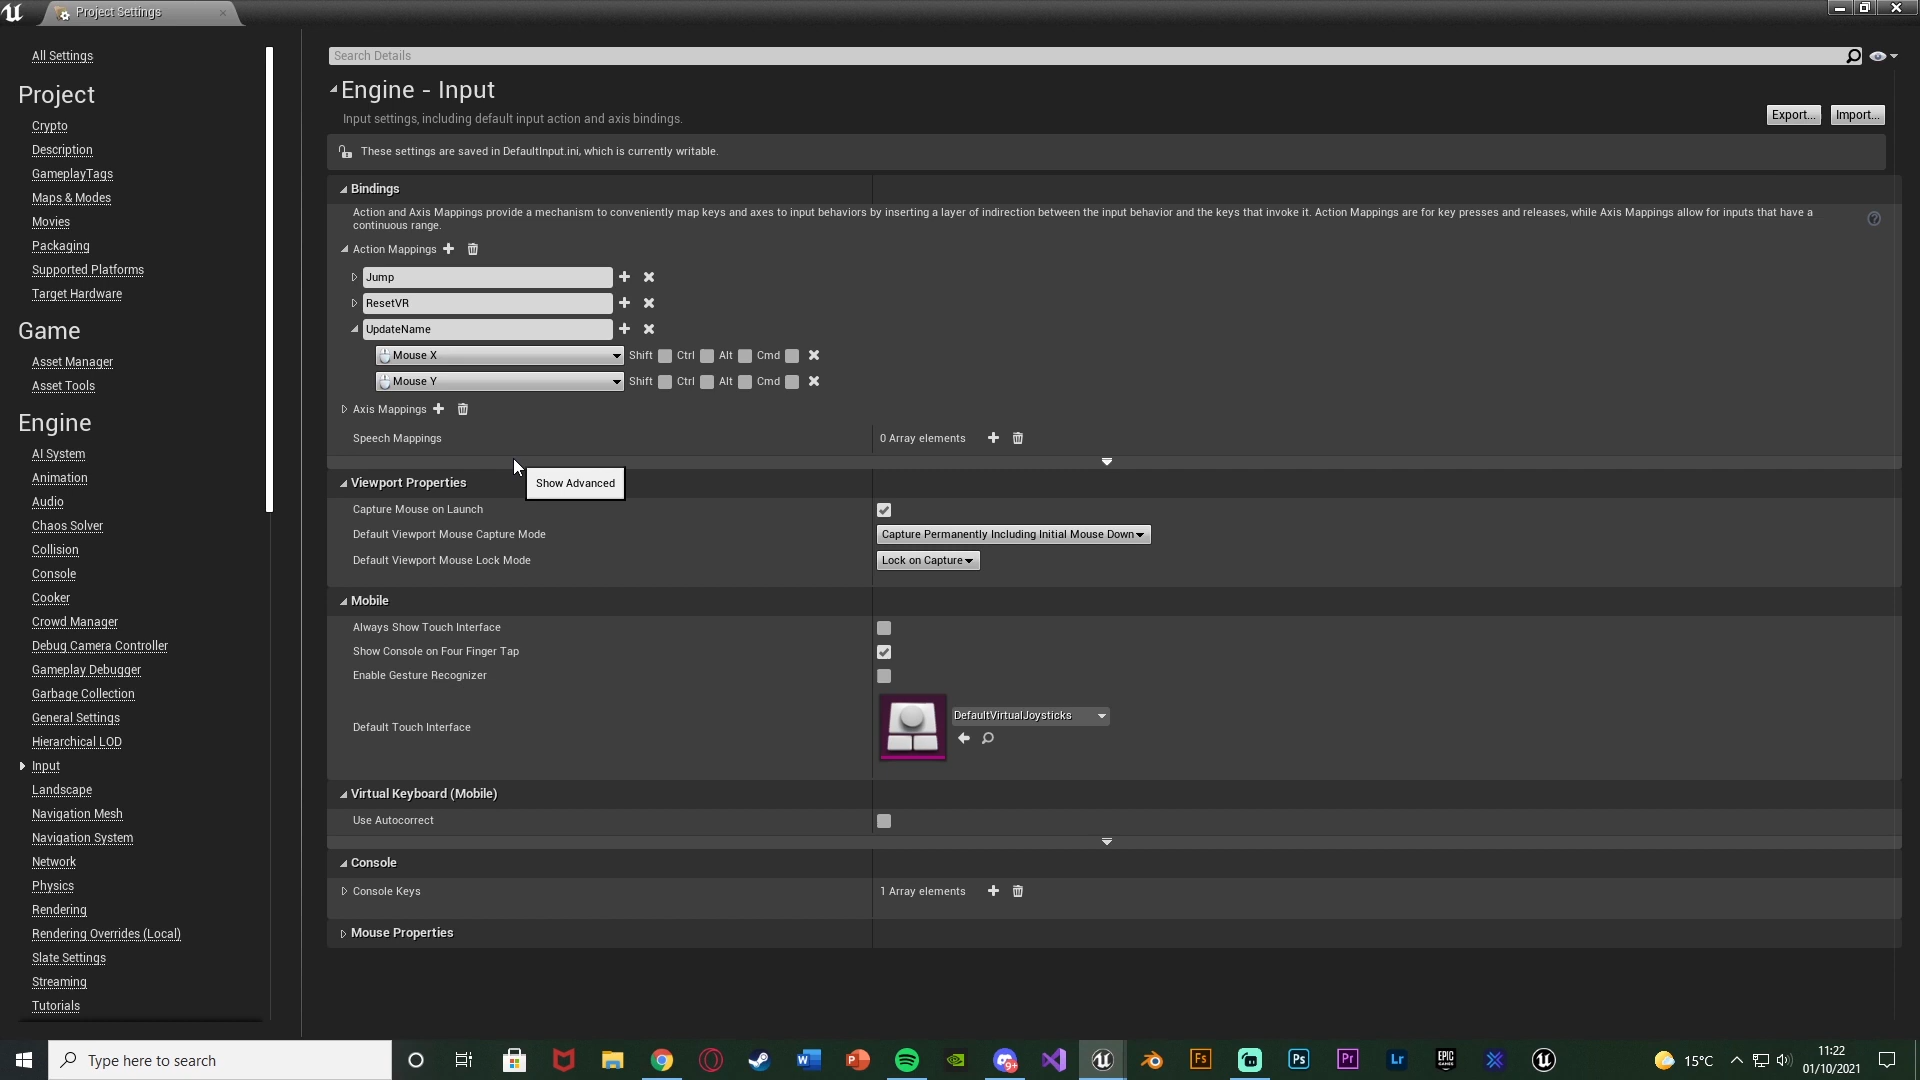 Project Settings
All Settings
Project
Crypto
Description
GameplayTags
Maps & Modes
Movies
Packaging
Supported Platforms
Target Hardware
Game
Asset Manager
Asset Tools
Engine
AI System
Animation
Audio
Chaos Solver
Collision
Console
Cooker
Crowd Manager
Debug Camera Controller
Gameplay Debugger
Garbage Collection
General Settings
Hierarchical LOD
Input
Landscape
Navigation Mesh
Navigation System
Network
Physics
Rendering
Rendering Overrides (Local)
Slate Settings
Streaming
Tutorials
Search Details
Engine - Input
Input settings, including default input action and axis bindings.
Export... Import...
These settings are saved in DefaultInput.ini, which is currently writable.
Bindings
Action and Axis Mappings provide a mechanism to conveniently map keys and axes to input behaviors by inserting a layer of indirection between the input behavior and the keys that invoke it. Action Mappings are for key presses and releases, while Axis Mappings allow for inputs that have a
continuous range.
Action Mappings
Jump
ResetVR
UpdateName
Mouse X Shift Ctrl Alt Cmd
Mouse Y Shift Ctrl Alt Cmd
Axis Mappings
Speech Mappings 0 Array elements
Show Advanced
Viewport Properties
Capture Mouse on Launch
Default Viewport Mouse Capture Mode Capture Permanently Including Initial Mouse Down
Default Viewport Mouse Lock Mode Lock on Capture
Mobile
Always Show Touch Interface
Show Console on Four Finger Tap
Enable Gesture Recognizer
Default Touch Interface DefaultVirtualJoysticks
Virtual Keyboard (Mobile)
Use Autocorrect
Console
Console Keys 1 Array elements
Mouse Properties
Type here to search
W
P
9+
Fs
Ps
Pr
Lr
EPIC GAMES
15°C
11:22
01/10/2021